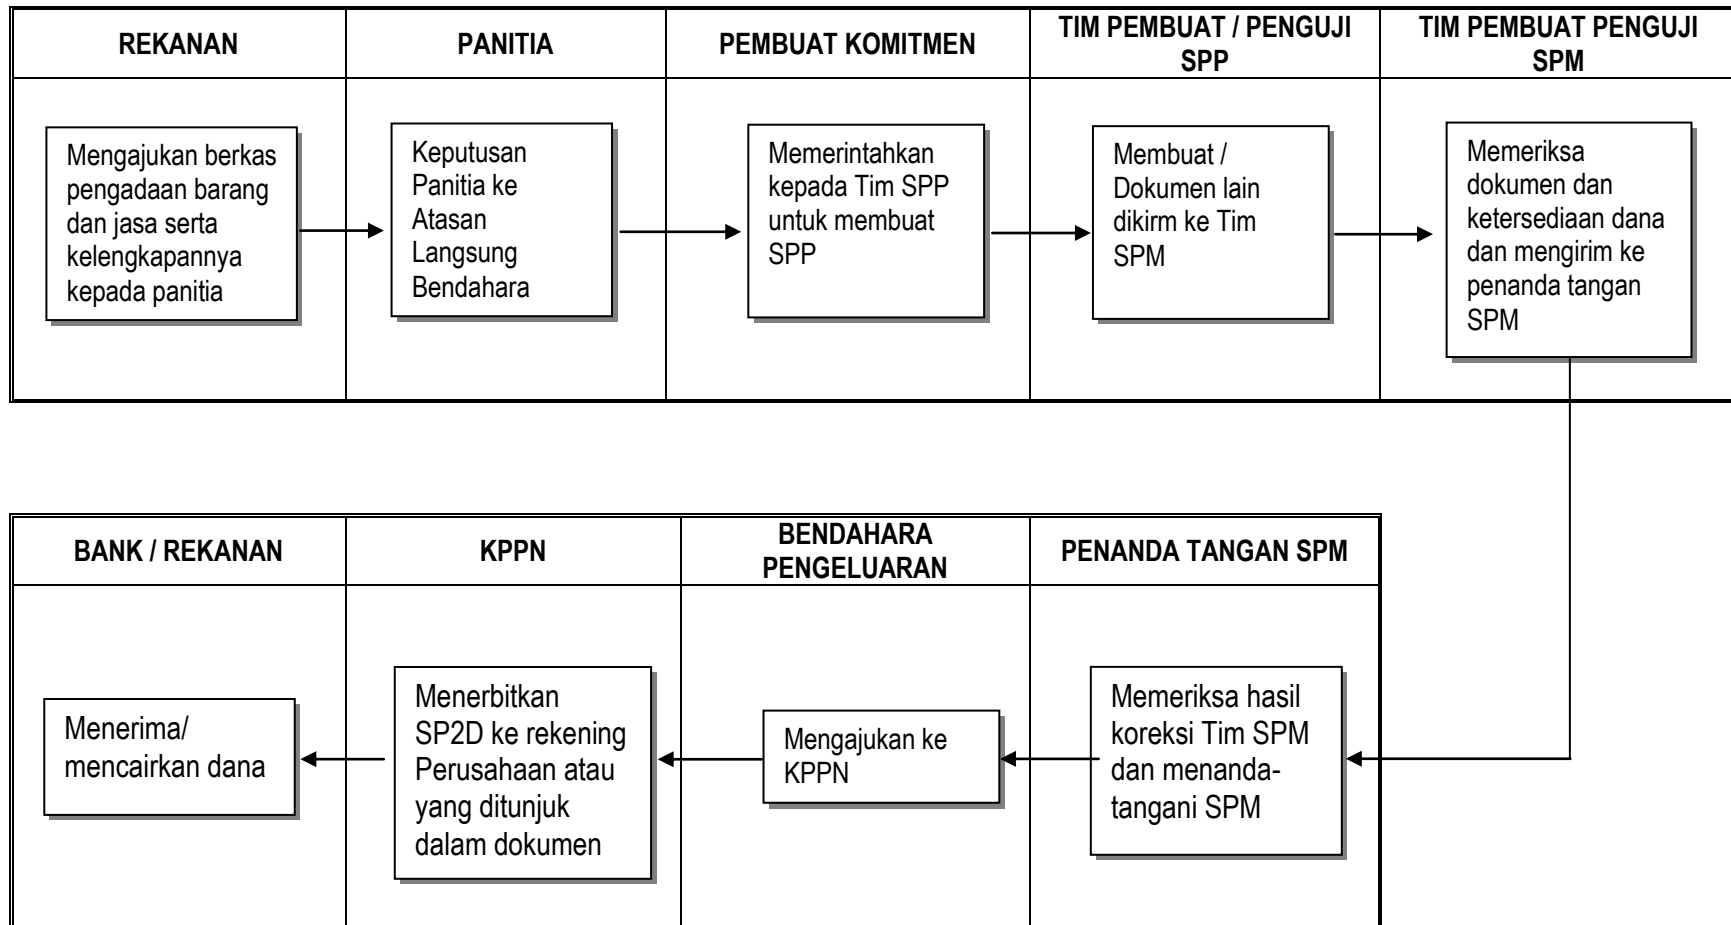 REKANAN
PANITIA
PEMBUAT KOMITMEN
TIM PEMBUAT / PENGUJI
SPP
TIM PEMBUAT PENGUJI
SPM
Mengajukan berkas
pengadaan barang
dan jasa serta
kelengkapannya
kepada panitia
Keputusan
Panitia ke
Atasan
Langsung
Bendahara
Memerintahkan
kepada Tim SPP
untuk membuat
SPP
Membuat /
Dokumen lain
dikirm ke Tim
SPM
Memeriksa
dokumen dan
ketersediaan dana
dan mengirim ke
penanda tangan
SPM
BANK / REKANAN
KPPN
BENDAHARA
PENGELUARAN
PENANDA TANGAN SPM
Menerima/
mencairkan dana
Menerbitkan
SP2D ke rekening
Perusahaan atau
yang ditunjuk
dalam dokumen
Mengajukan ke
KPPN
Memeriksa hasil
koreksi Tim SPM
dan menanda-
tangani SPM